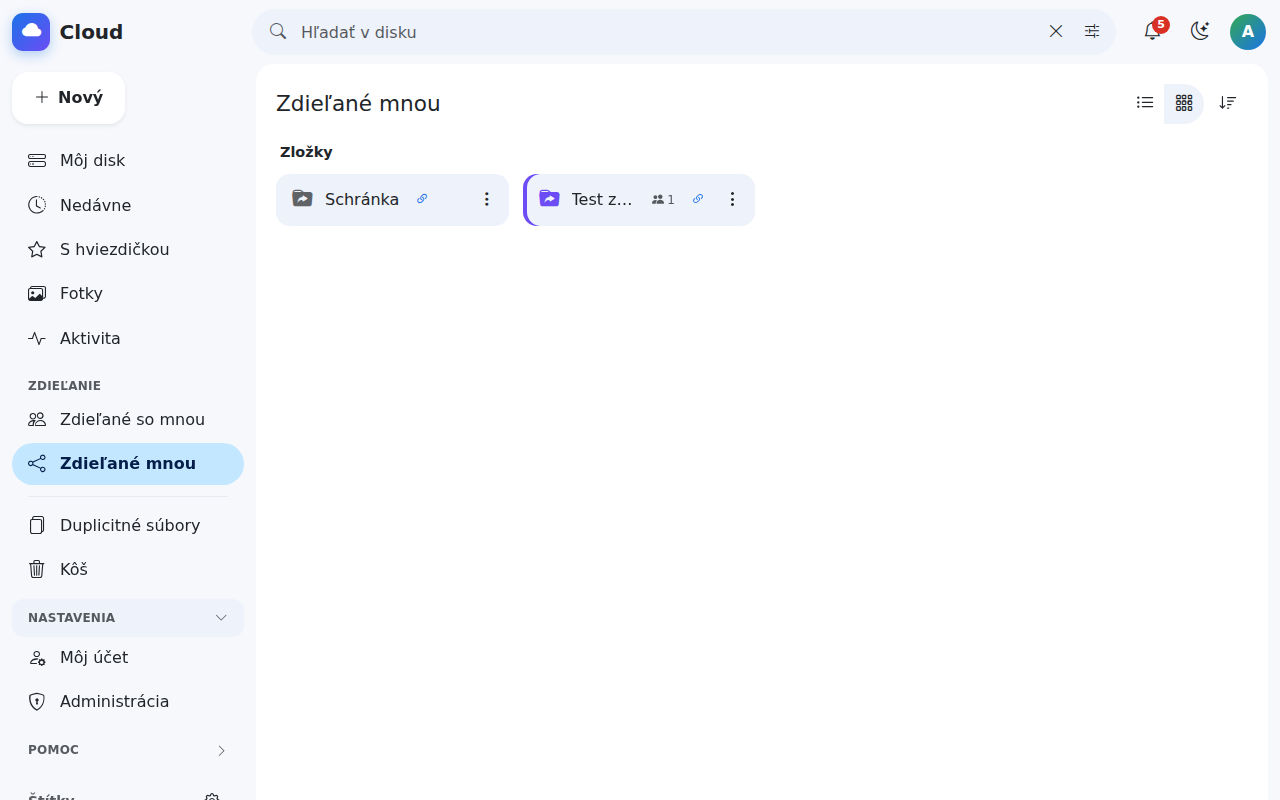 Cloud
Hľadať v disku
5
A
Nový
Môj disk
Nedávne
S hviezdičkou
Fotky
Aktivita
ZDIEĽANIE
Zdieľané so mnou
Zdieľané mnou
Duplicitné súbory
Kôš
NASTAVENIA
Môj účet
Administrácia
POMOC
Štítky
Zdieľané mnou
Zložky
Schránka
Test z...
1